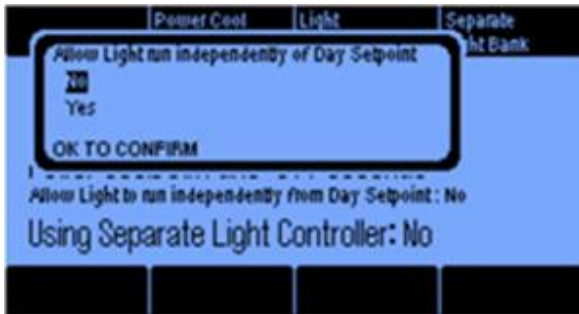 Power Cool
Light
Separate
ht Bank
Allow Light run independently of Day Setpoint
No
Yes
OK TO CONFIRM
Allow Light to run independently from Day Setpoint: No
Using Separate Light Controller: No